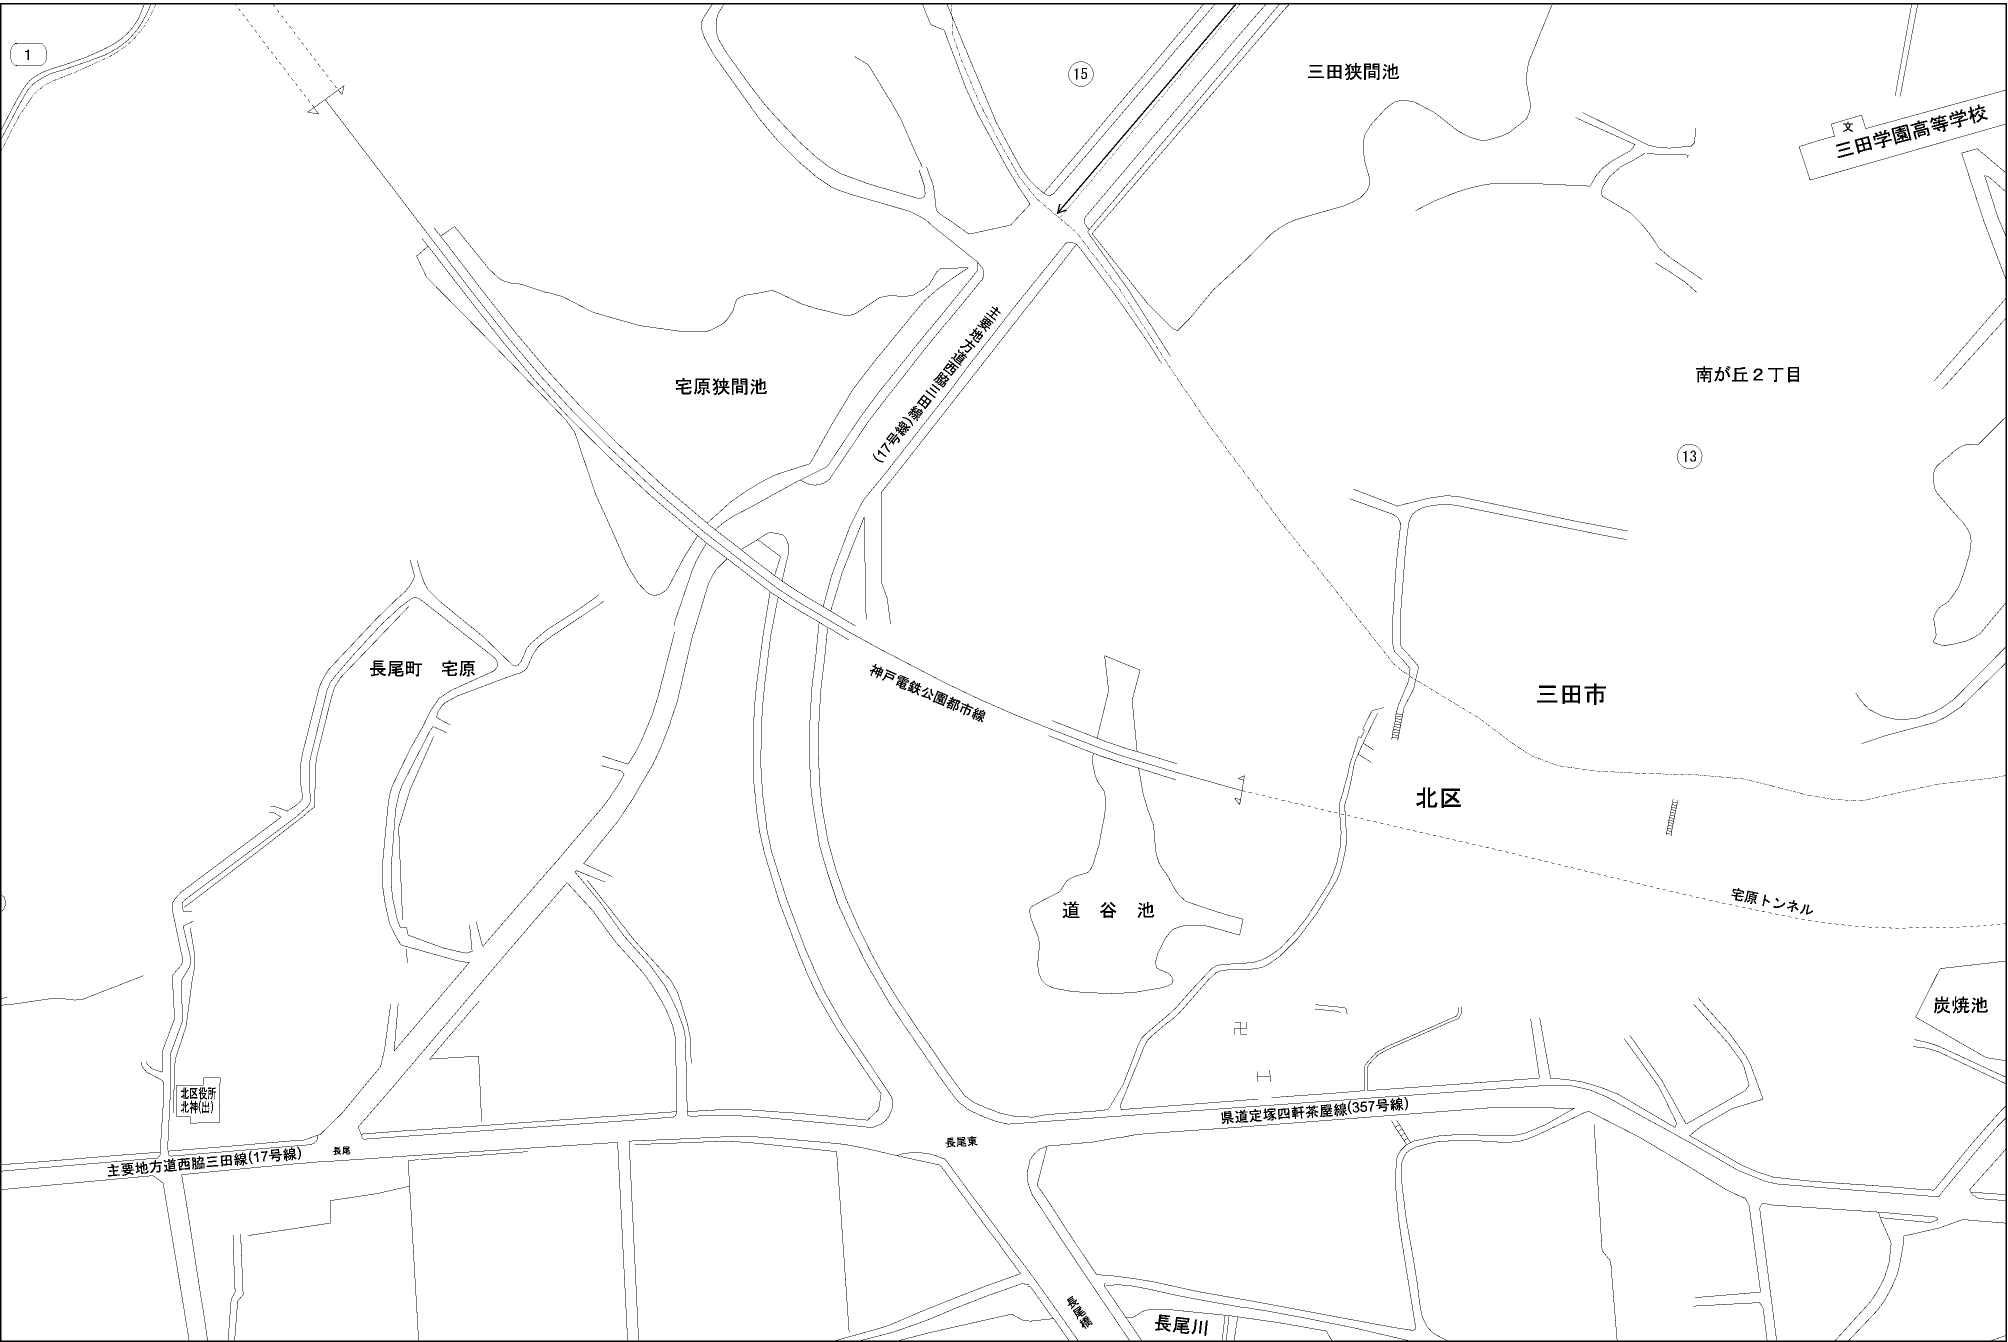 1
15
三田狭間池
文
三田学園高等学校
主要地方道西脇三田線(17号線)
宅原狭間池
南が丘2丁目
13
長尾町 宅原
神戸電鉄公園都市線
三田市
北区
宅原トンネル
道谷池
炭焼池
北区役所
北神(出)
県道定塚四軒茶屋線(357号線)
長尾東
長尾
主要地方道西脇三田線(17号線)
長尾橋
長尾川